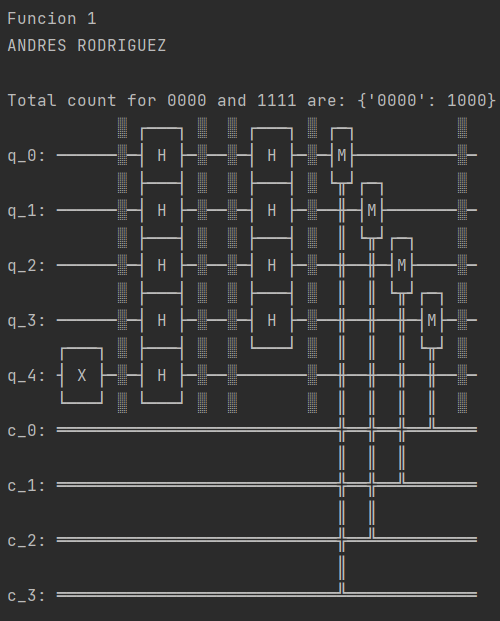 Funcion 1
ANDRES RODRIGUEZ
Total count for 0000 and 1111 are: {'0000': 1000}
q_0: H H M
q_1: H H M
q_2: H H M
q_3: H H M
q_4: X H
c_0:
c_1:
c_2:
c_3: